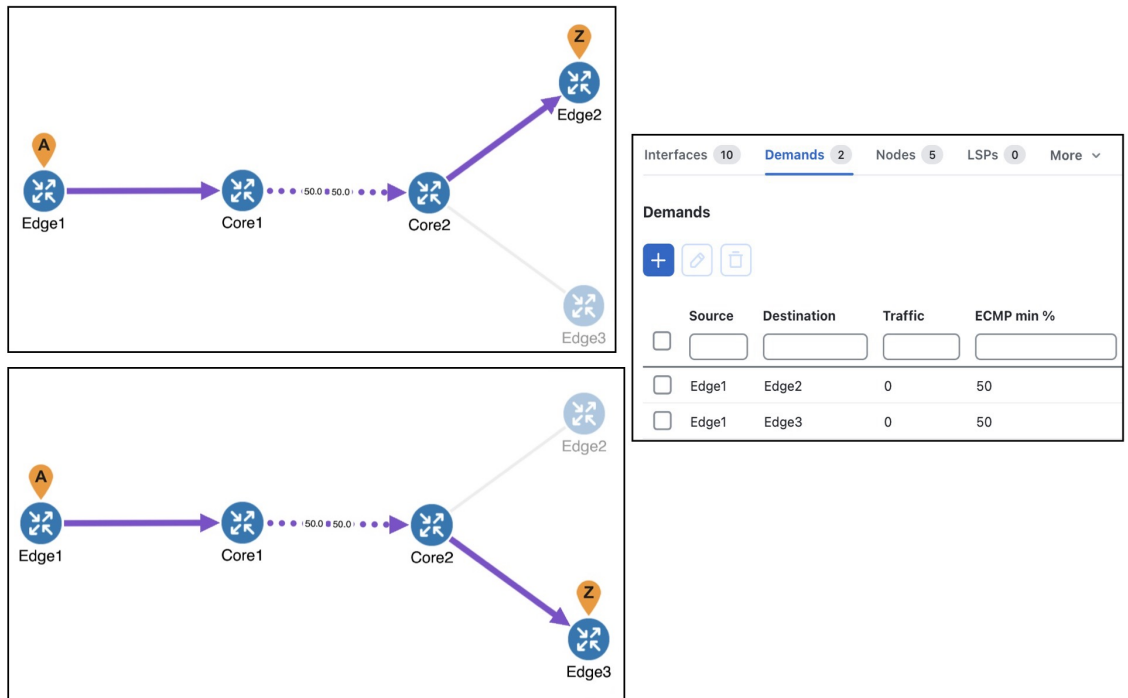 Z
Edge2
A
50.0 50.0
Edge1
Core1
Core2
Edge3
Interfaces 10 Demands 2 Nodes 5 LSPs 0 More
Demands
+
Source Destination Traffic ECMP min %
Edge1 Edge2 0 50
Edge1 Edge3 0 50
Edge2
A
50.0 50.0
Edge1
Core1
Core2
Z
Edge3